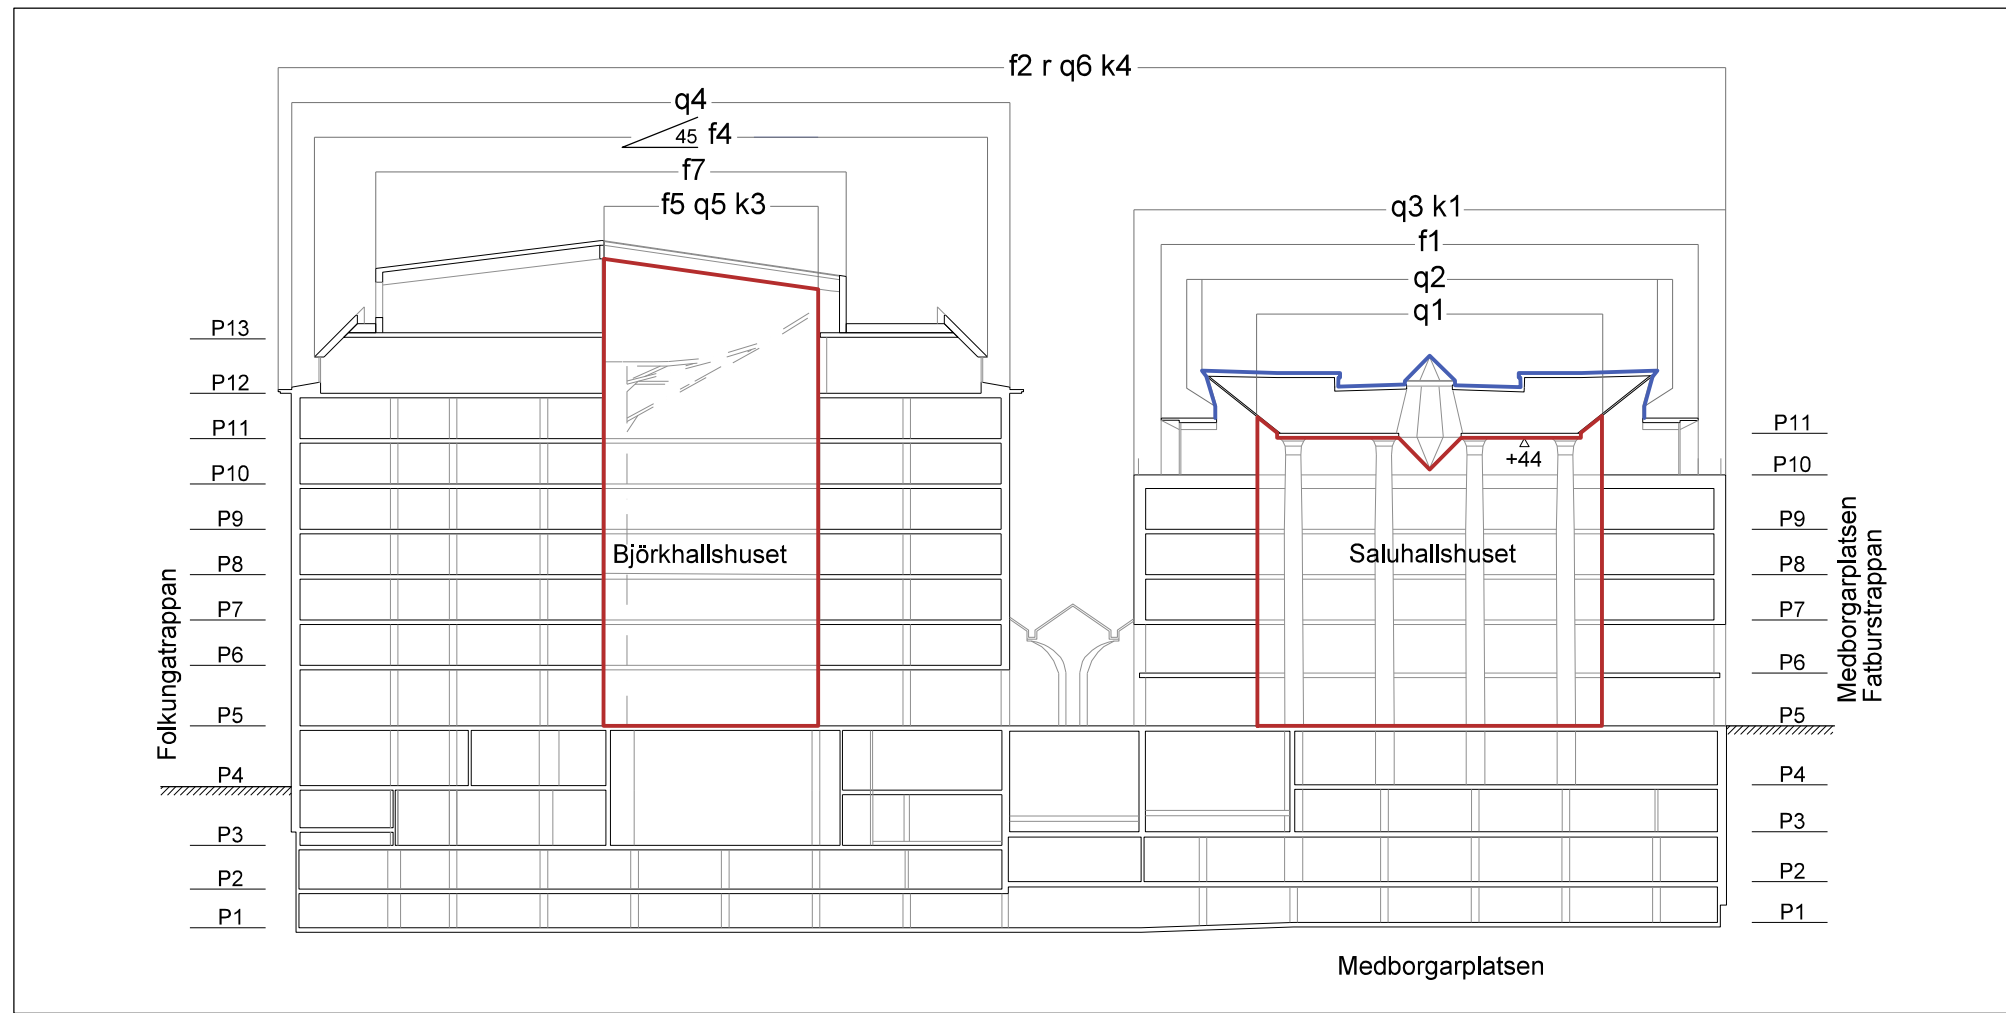 f2 r q6 k4
q4
45 f4
f7
f5 q5 k3
q3 k1
f1
q2
q1
P13
P12
P11
P10
P9
P8
P7
P6
P5
P4
P3
P2
P1
Folkungatrappan
Björkhallshuset
Saluhallshuset
+44
P11
P10
P9
P8
P7
P6
P5
P4
P3
P2
P1
Medborgarplatsen
Fatburstrappan
Medborgarplatsen